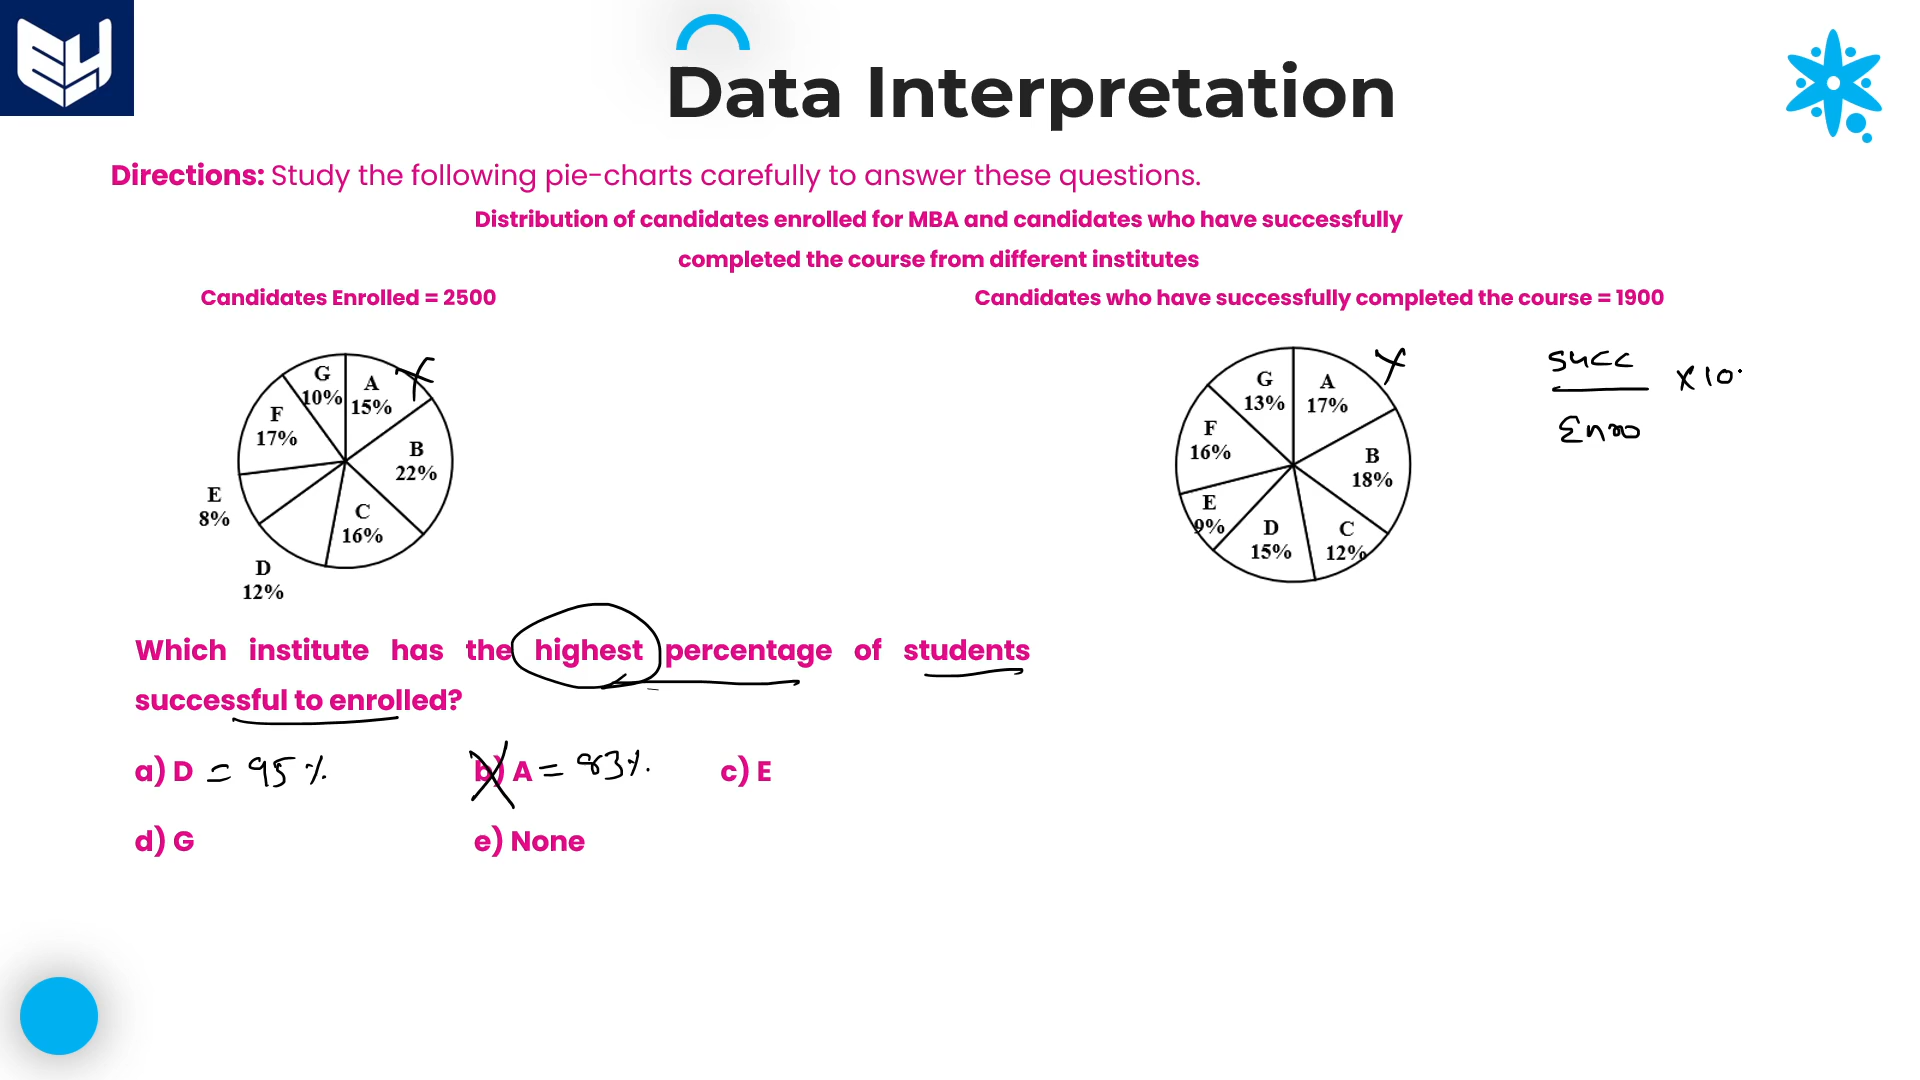 Data Interpretation
Directions: Study the following pie-charts carefully to answer these questions.
Distribution of candidates enrolled for MBA and candidates who have successfully
completed the course from different institutes
Candidates Enrolled = 2500
Candidates who have successfully completed the course = 1900
G
10%
A
15%
F
17%
B
22%
E
8%
C
16%
D
12%
G
13%
A
17%
F
16%
B
18%
E
9%
D
15%
C
12%
succ
Enro
Which institute has the highest percentage of students
successful to enrolled?
a) D = 95 %
b) A = 83%.
c) E
d) G
e) None